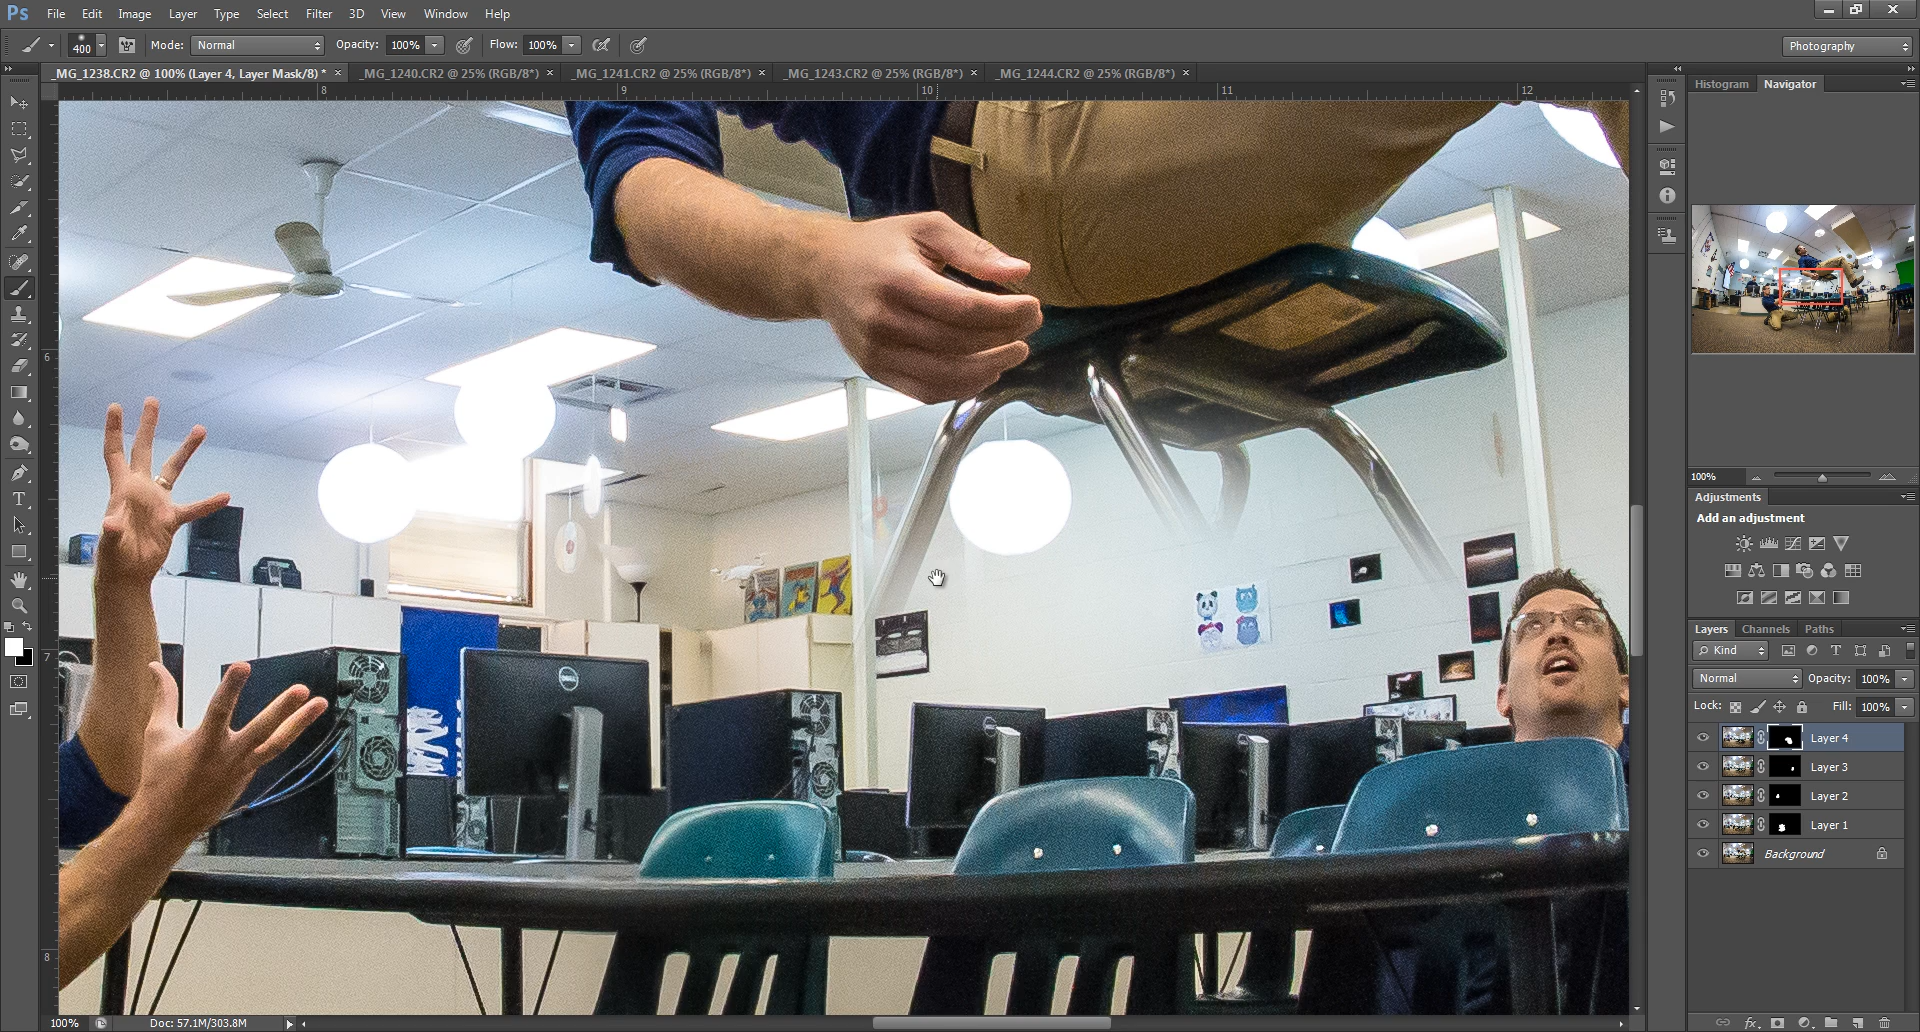 Ps File Edit Image Layer Type Select Filter 3D View Window Help
400 Mode: Normal Opacity: 100% Flow: 100% Photography
_MG_1238.CR2 @ 100% (Layer 4, Layer Mask/8) * × _MG_1240.CR2 @ 25% (RGB/8*) × _MG_1241.CR2 @ 25% (RGB/8*) × _MG_1243.CR2 @ 25% (RGB/8*) × _MG_1244.CR2 @ 25% (RGB/8*) ×
8 9 10 11 12
6
7
8
DELL
Histogram Navigator
100%
Adjustments
Add an adjustment
Layers Channels Paths
Kind
Normal Opacity: 100%
Lock: Fill: 100%
Layer 4
Layer 3
Layer 2
Layer 1
Background
100% Doc: 57.1M/303.8M